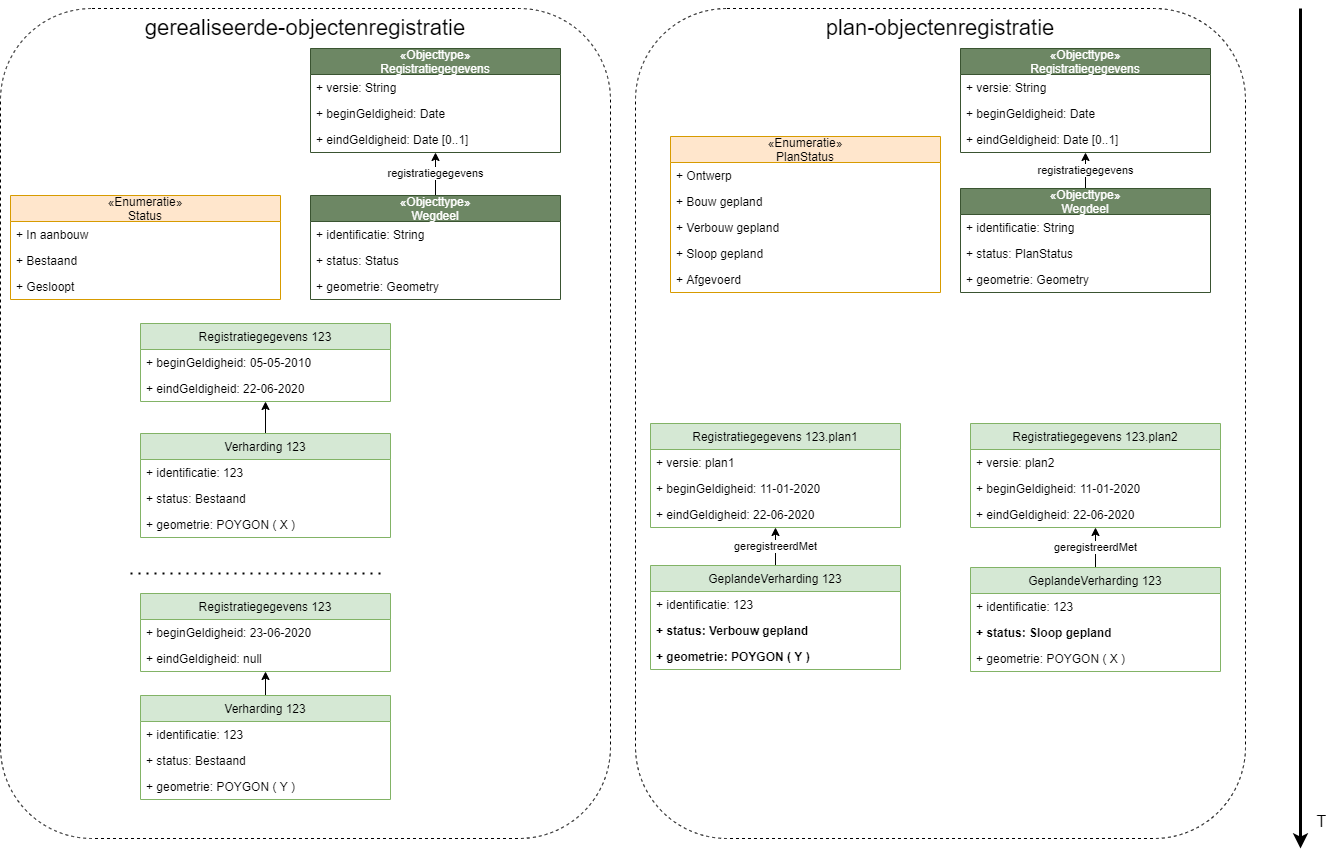 gerealiseerde-objectenregistratie
«Objecttype»
Registratiegegevens
+ versie: String
+ beginGeldigheid: Date
+ eindGeldigheid: Date [0..1]
registratiegegevens
«Enumeratie»
Status
+ In aanbouw
+ Bestaand
+ Gesloopt
«Objecttype»
Wegdeel
+ identificatie: String
+ status: Status
+ geometrie: Geometry
Registratiegegevens 123
+ beginGeldigheid: 05-05-2010
+ eindGeldigheid: 22-06-2020
Verharding 123
+ identificatie: 123
+ status: Bestaand
+ geometrie: POYGON ( X )
Registratiegegevens 123
+ beginGeldigheid: 23-06-2020
+ eindGeldigheid: null
Verharding 123
+ identificatie: 123
+ status: Bestaand
+ geometrie: POYGON ( Y )
plan-objectenregistratie
«Objecttype»
Registratiegegevens
+ versie: String
+ beginGeldigheid: Date
+ eindGeldigheid: Date [0..1]
registratiegegevens
«Enumeratie»
PlanStatus
+ Ontwerp
+ Bouw gepland
+ Verbouw gepland
+ Sloop gepland
+ Afgevoerd
«Objecttype»
Wegdeel
+ identificatie: String
+ status: PlanStatus
+ geometrie: Geometry
Registratiegegevens 123.plan1
+ versie: plan1
+ beginGeldigheid: 11-01-2020
+ eindGeldigheid: 22-06-2020
geregistreerdMet
GeplandeVerharding 123
+ identificatie: 123
+ status: Verbouw gepland
+ geometrie: POYGON ( Y )
Registratiegegevens 123.plan2
+ versie: plan2
+ beginGeldigheid: 11-01-2020
+ eindGeldigheid: 22-06-2020
geregistreerdMet
GeplandeVerharding 123
+ identificatie: 123
+ status: Sloop gepland
+ geometrie: POYGON ( X )
T